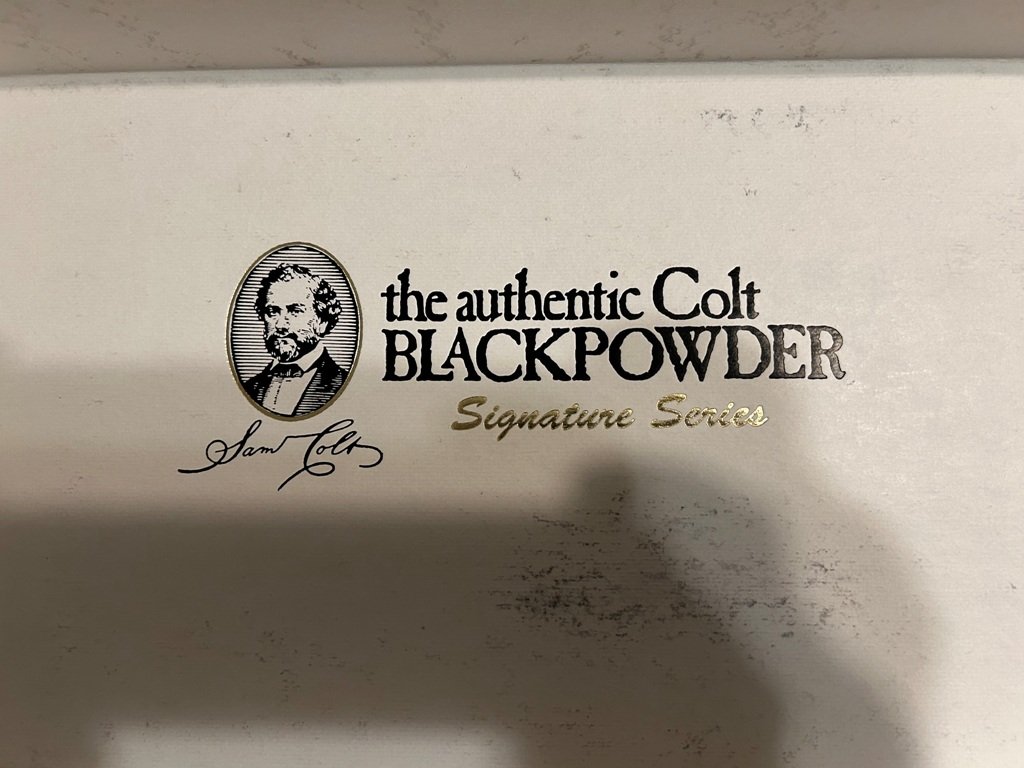 the authentic Colt
BLACKPOWDER
Signature Series
Sam Colt